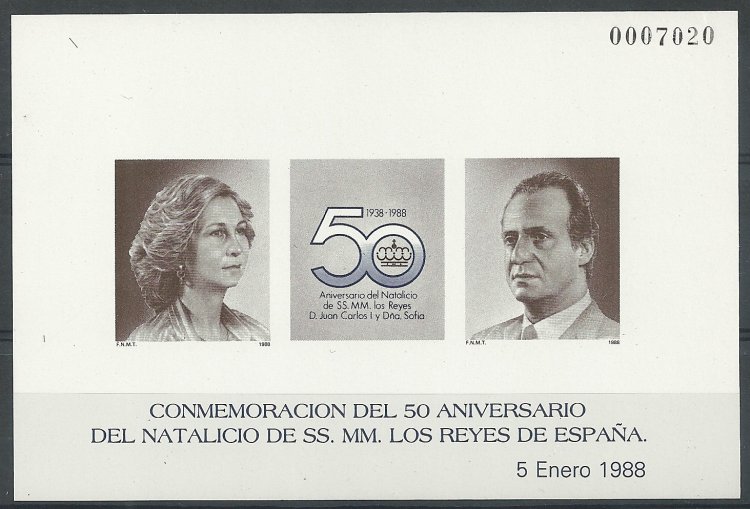 0007020
1938-1988
50
Aniversario del Natalicio
de SS. MM. los Reyes
D. Juan Carlos I y Dña. Sofía
F.N.M.T. 1988
F.N.M.T. 1988
CONMEMORACION DEL 50 ANIVERSARIO
DEL NATALICIO DE SS. MM. LOS REYES DE ESPAÑA.
5 Enero 1988